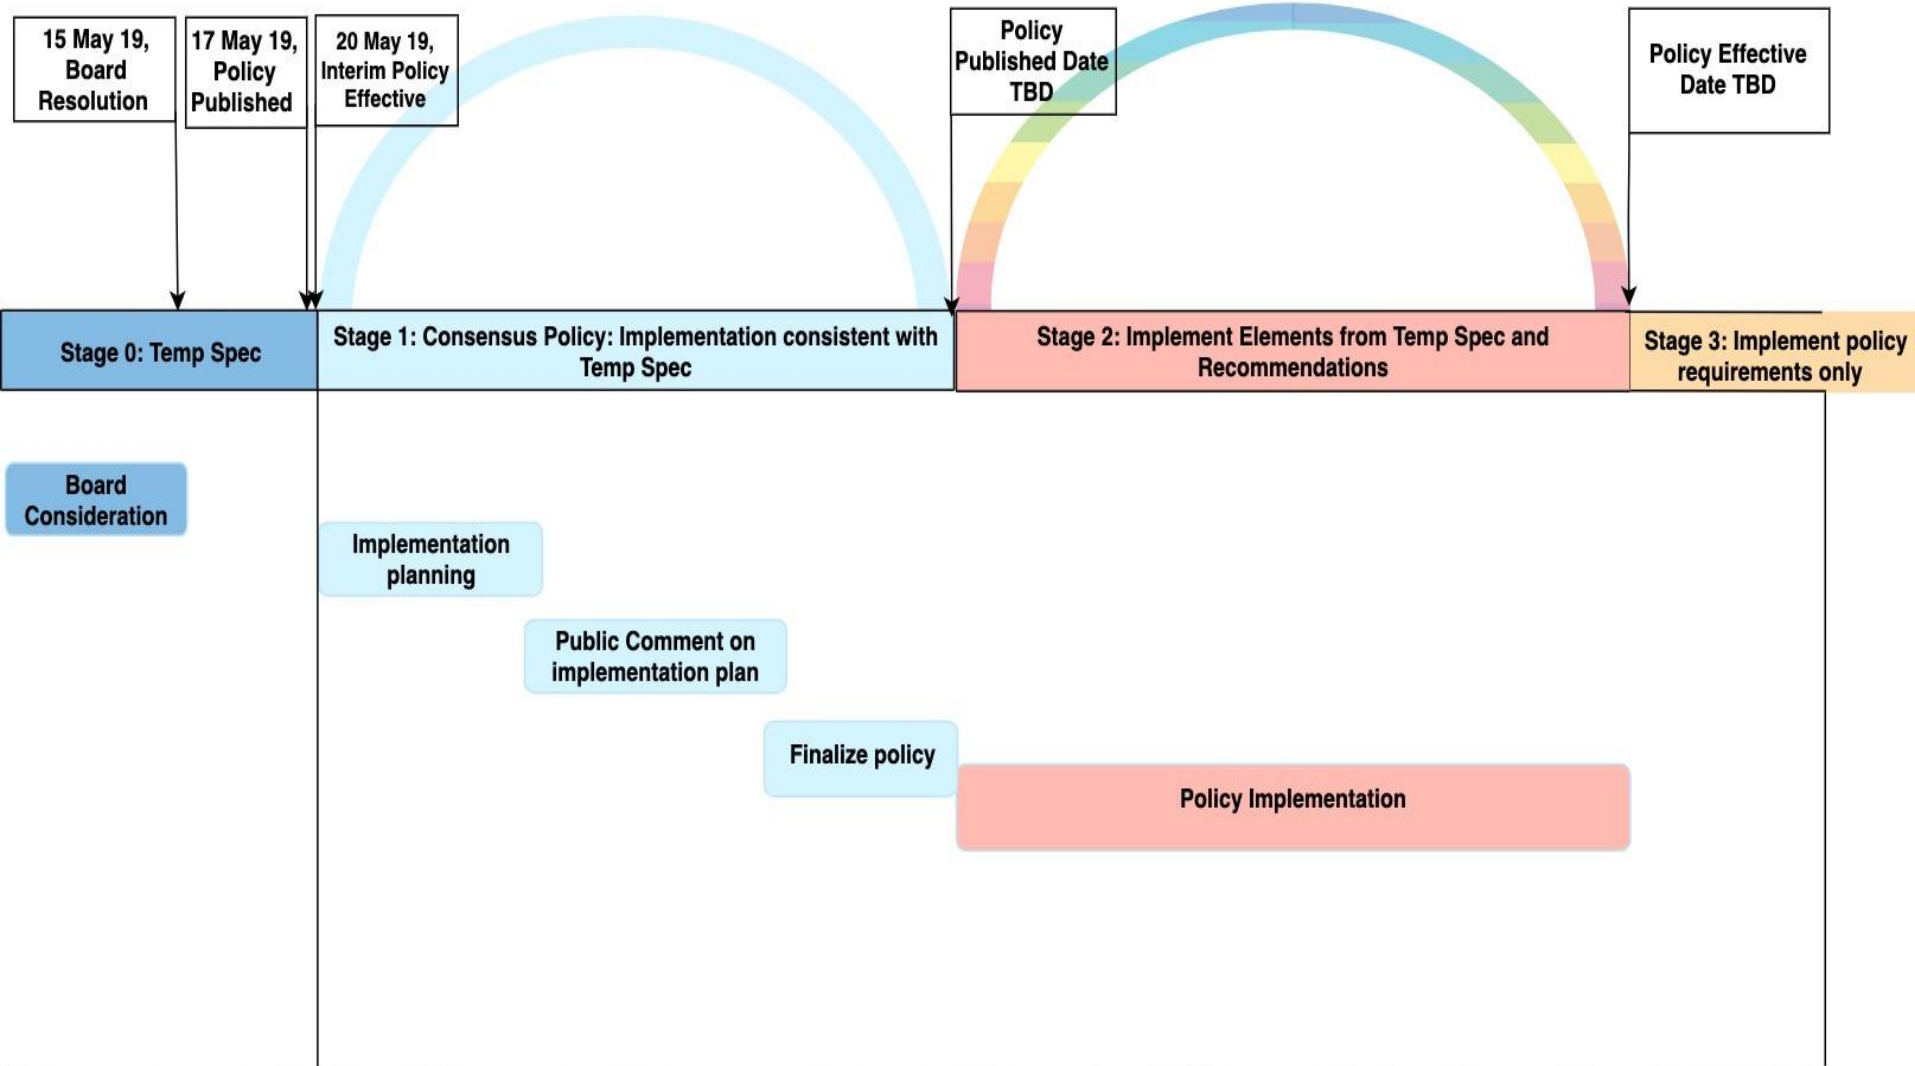 15 May 19,
Board
Resolution
17 May 19,
Policy
Published
20 May 19,
Interim Policy
Effective
Policy
Published Date
TBD
Policy Effective
Date TBD
Stage 0: Temp Spec
Stage 1: Consensus Policy: Implementation consistent with
Temp Spec
Stage 2: Implement Elements from Temp Spec and
Recommendations
Stage 3: Implement policy
requirements only
Board
Consideration
Implementation
planning
Public Comment on
implementation plan
Finalize policy
Policy Implementation